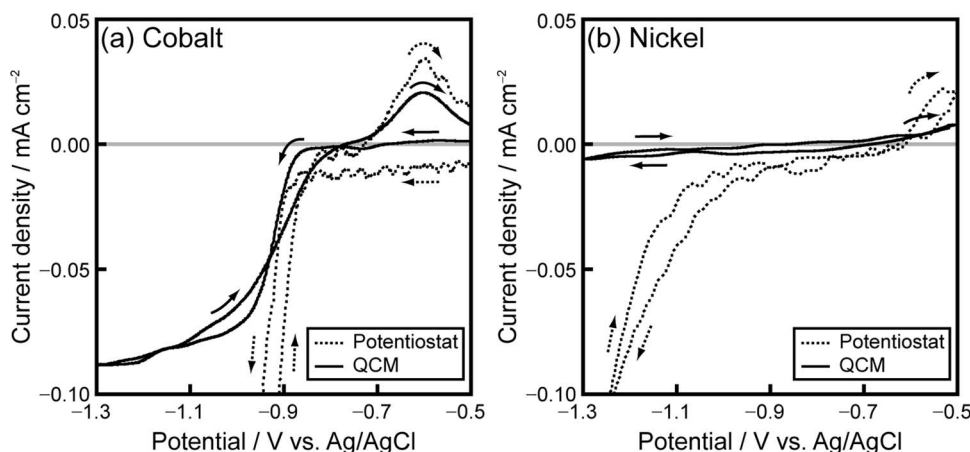 (a) Cobalt
0.05
0.00
−0.05
−0.10
Current density / mA cm⁻²
Potentiostat
QCM
−1.3 −1.1 −0.9 −0.7 −0.5
Potential / V vs. Ag/AgCl
(b) Nickel
0.05
0.00
−0.05
−0.10
Current density / mA cm⁻²
Potentiostat
QCM
−1.3 −1.1 −0.9 −0.7 −0.5
Potential / V vs. Ag/AgCl